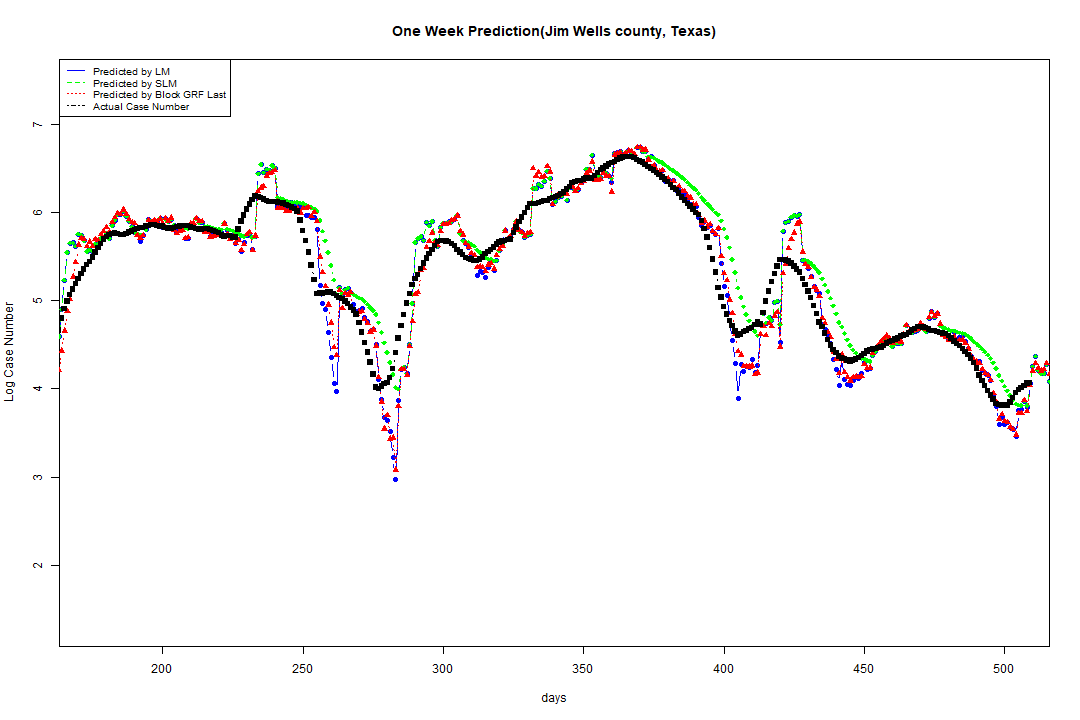 One Week Prediction(Jim Wells county, Texas)
Predicted by LM
Predicted by SLM
Predicted by Block GRF Last
Actual Case Number
7
6
5
4
3
2
Log Case Number
200 250 300 350 400 450 500
days